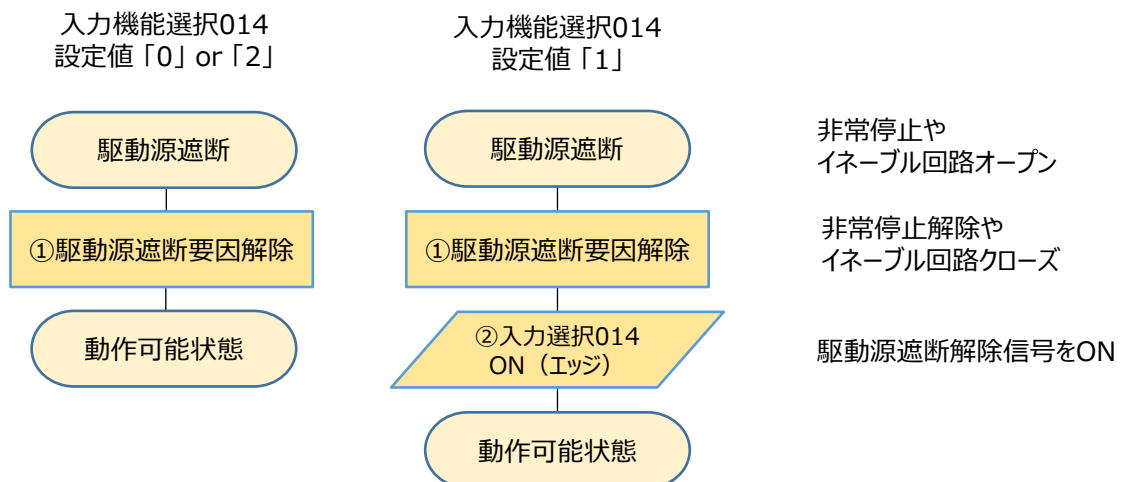 入力機能選択014
設定値「0」or「2」
駆動源遮断
①駆動源遮断要因解除
動作可能状態
入力機能選択014
設定値「1」
駆動源遮断
①駆動源遮断要因解除
②入力選択014
ON（エッジ）
動作可能状態
非常停止や
イネーブル回路オープン
非常停止解除や
イネーブル回路クローズ
駆動源遮断解除信号をON